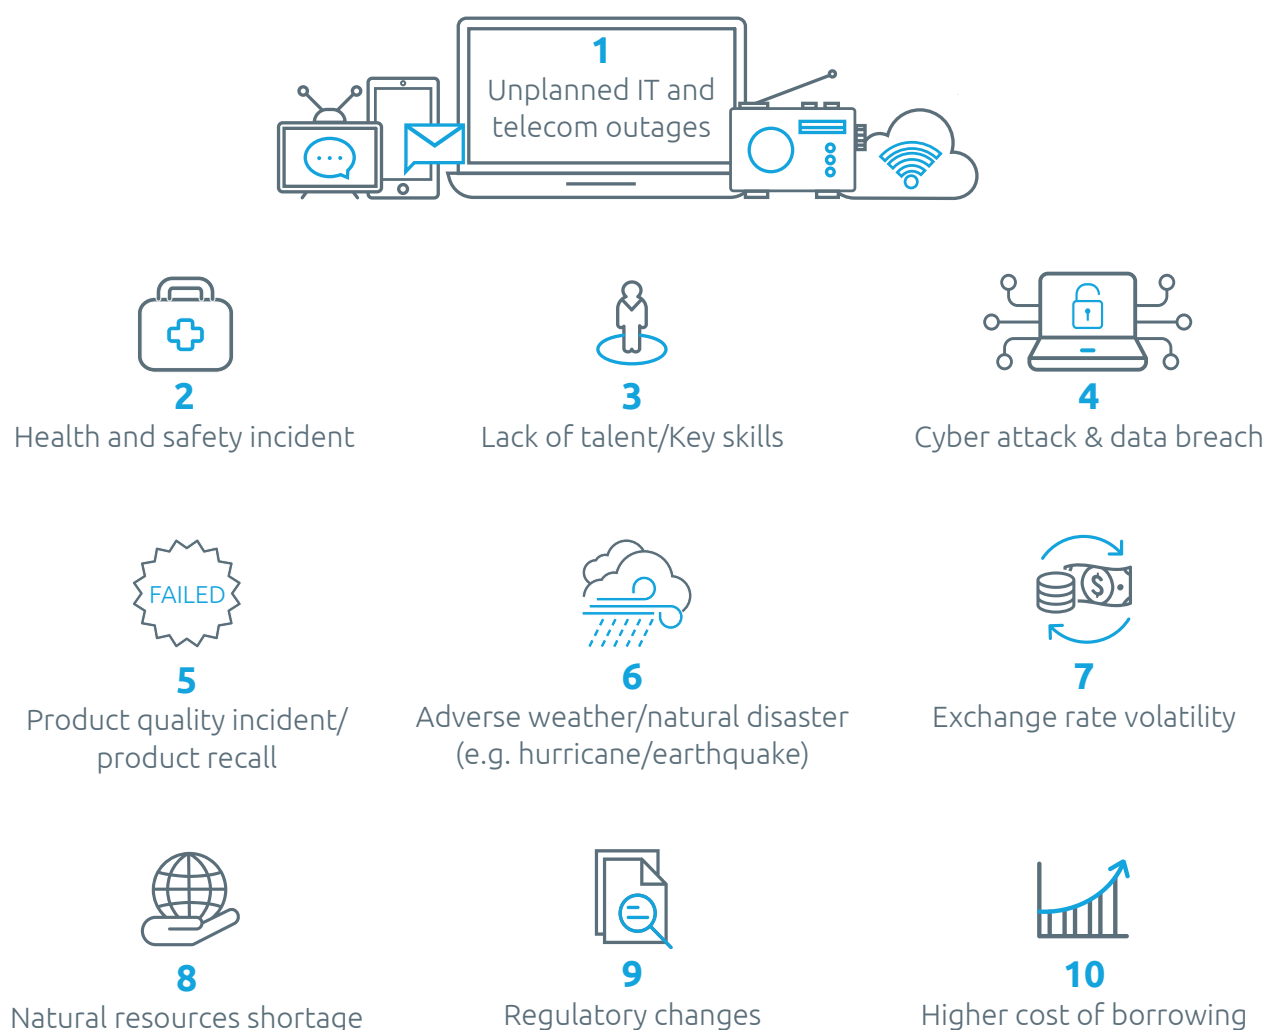 1
Unplanned IT and
telecom outages
2
Health and safety incident
3
Lack of talent/Key skills
4
Cyber attack & data breach
FAILED
5
Product quality incident/
product recall
6
Adverse weather/natural disaster
(e.g. hurricane/earthquake)
$
7
Exchange rate volatility
8
Natural resources shortage
9
Regulatory changes
10
Higher cost of borrowing